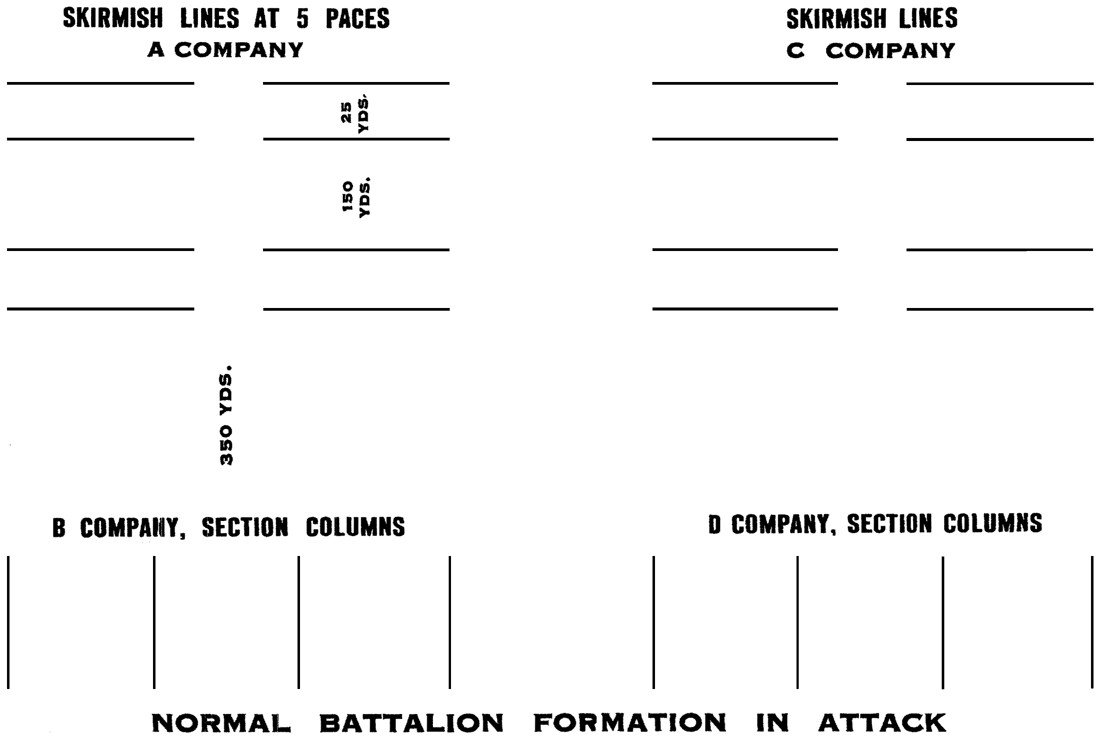 SKIRMISH LINES AT 5 PACES
A COMPANY
SKIRMISH LINES
C COMPANY
25
YDS.
150
YDS.
350 YDS.
B COMPANY, SECTION COLUMNS
D COMPANY, SECTION COLUMNS
NORMAL BATTALION FORMATION IN ATTACK